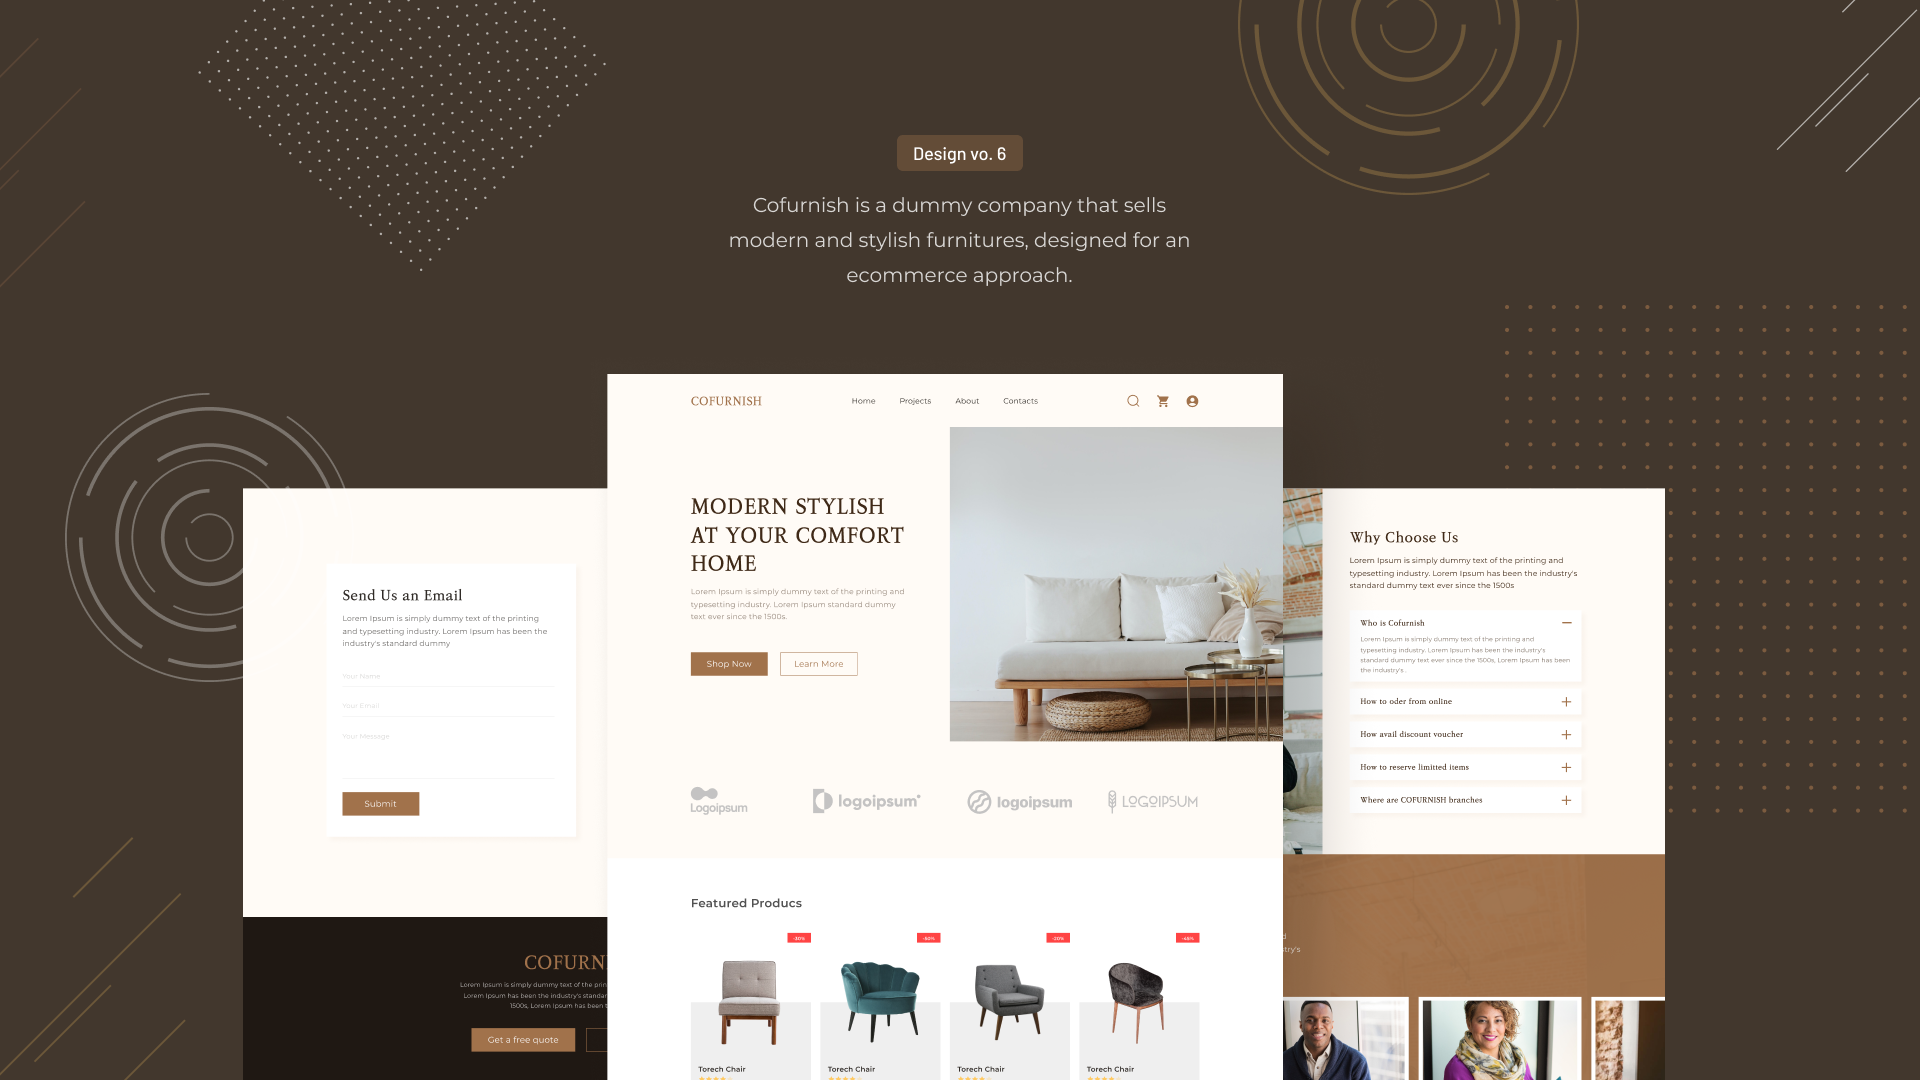 Design vo. 6
Cofurnish is a dummy company that sells
modern and stylish furnitures, designed for an
ecommerce approach.
COFURNISH
Home
Projects
About
Contacts
MODERN STYLISH
AT YOUR COMFORT
HOME
Lorem Ipsum is simply dummy text of the printing and
typesetting industry. Lorem Ipsum standard dummy
text ever since the 1500s.
Shop Now
Learn More
Logoipsum
logoipsum
logoipsum
LOGOIPSUM
Featured Producs
-30%
-50%
-20%
Torech Chair
Torech Chair
Torech Chair
Torech Chair
Send Us an Email
Lorem Ipsum is simply dummy text of the printing
and typesetting industry. Lorem Ipsum has been the
industry's standard dummy
Your Name
Your Email
Your Message
Submit
COFURN
Lorem Ipsum is simply dummy text of the prin
Lorem Ipsum has been the industry's standar
1500s, Lorem Ipsum has been t
Get a free quote
Why Choose Us
Lorem Ipsum is simply dummy text of the printing and
typesetting industry. Lorem Ipsum has been the industry's
standard dummy text ever since the 1500s
Who is Cofurnish
Lorem Ipsum is simply dummy text of the printing and
typesetting industry. Lorem Ipsum has been the industry's
standard dummy text ever since the 1500s, Lorem Ipsum has been
the industry's .
How to oder from online
How avail discount voucher
How to reserve limitted items
Where are COFURNISH branches
d
stry's